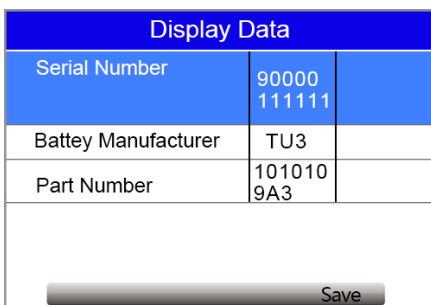 Display Data
Serial Number
90000
111111
Battey Manufacturer TU3
Part Number
101010
9A3
Save